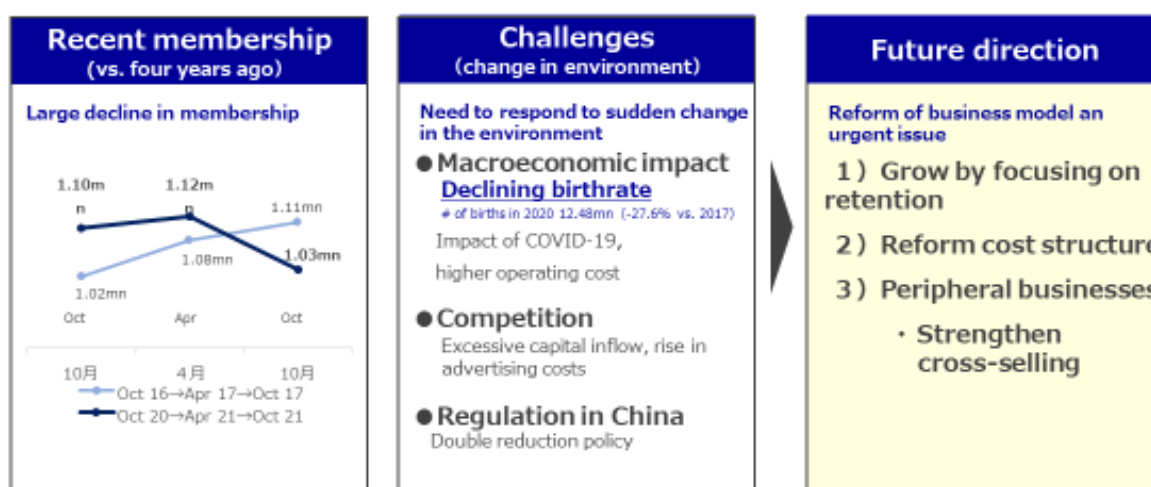 Recent membership
(vs. four years ago)
Large decline in membership
1.10m
n
1.12m
n
1.11mn
1.08mn
1.03mn
1.02mn
Oct
Apr
Oct
10月
4月
10月
Oct 16→Apr 17→Oct 17
Oct 20→Apr 21→Oct 21
Challenges
(change in environment)
Need to respond to sudden change
in the environment
●Macroeconomic impact
Declining birthrate
# of births in 2020 12.48mn (-27.6% vs. 2017)
Impact of COVID-19,
higher operating cost
●Competition
Excessive capital inflow, rise in
advertising costs
●Regulation in China
Double reduction policy
Future direction
Reform of business model an
urgent issue
1）Grow by focusing on
retention
2）Reform cost structure
3）Peripheral businesses
・Strengthen
cross-selling